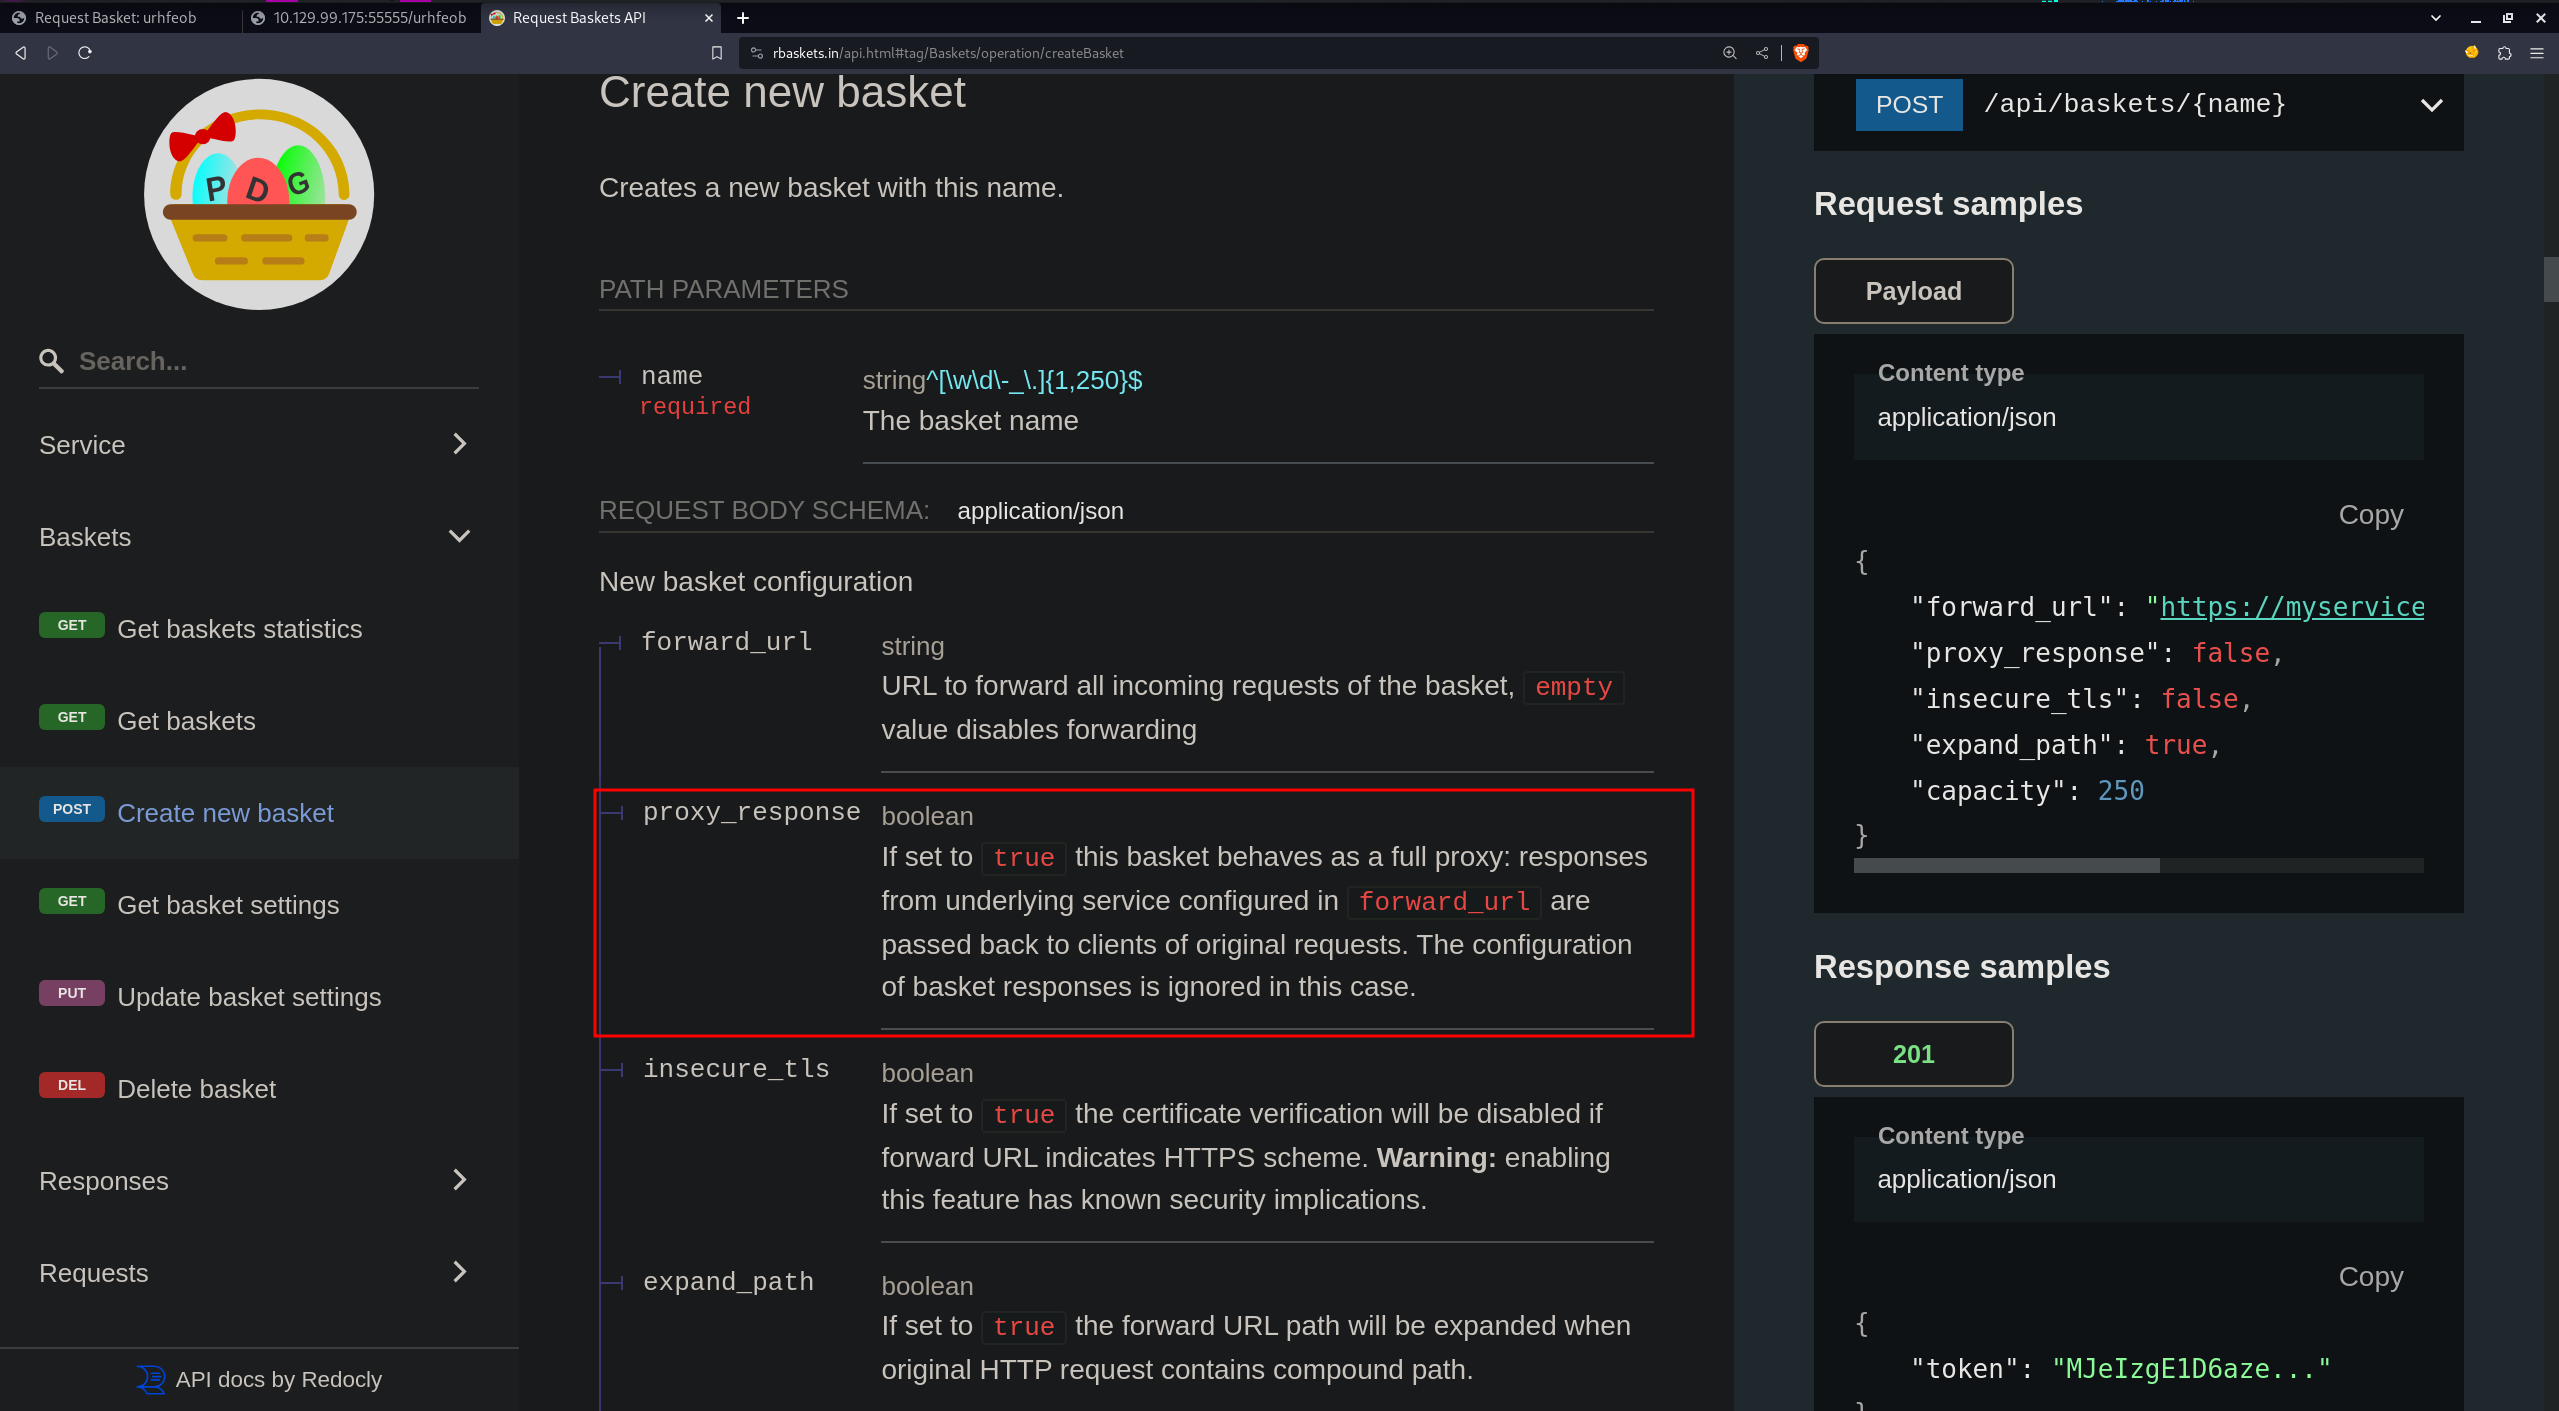 Request Basket: urhfeob
10.129.99.175:55555/urhfeob
Request Baskets API
rbaskets.in/api.html#tag/Baskets/operation/createBasket
P D G
Search...
Service
Baskets
GET Get baskets statistics
GET Get baskets
POST Create new basket
GET Get basket settings
PUT Update basket settings
DEL Delete basket
Responses
Requests
API docs by Redocly
Create new basket
Creates a new basket with this name.
PATH PARAMETERS
name string^[\w\d\-_\.]{1,250}$
required
The basket name
REQUEST BODY SCHEMA: application/json
New basket configuration
forward_url string
URL to forward all incoming requests of the basket, empty
value disables forwarding
proxy_response boolean
If set to true this basket behaves as a full proxy: responses
from underlying service configured in forward_url are
passed back to clients of original requests. The configuration
of basket responses is ignored in this case.
insecure_tls boolean
If set to true the certificate verification will be disabled if
forward URL indicates HTTPS scheme. Warning: enabling
this feature has known security implications.
expand_path boolean
If set to true the forward URL path will be expanded when
original HTTP request contains compound path.
POST /api/baskets/{name}
Request samples
Payload
Content type
application/json
Copy
{
"forward_url": "https://myservice
"proxy_response": false,
"insecure_tls": false,
"expand_path": true,
"capacity": 250
}
Response samples
201
Content type
application/json
Copy
{
"token": "MJeIzgE1D6aze..."
}